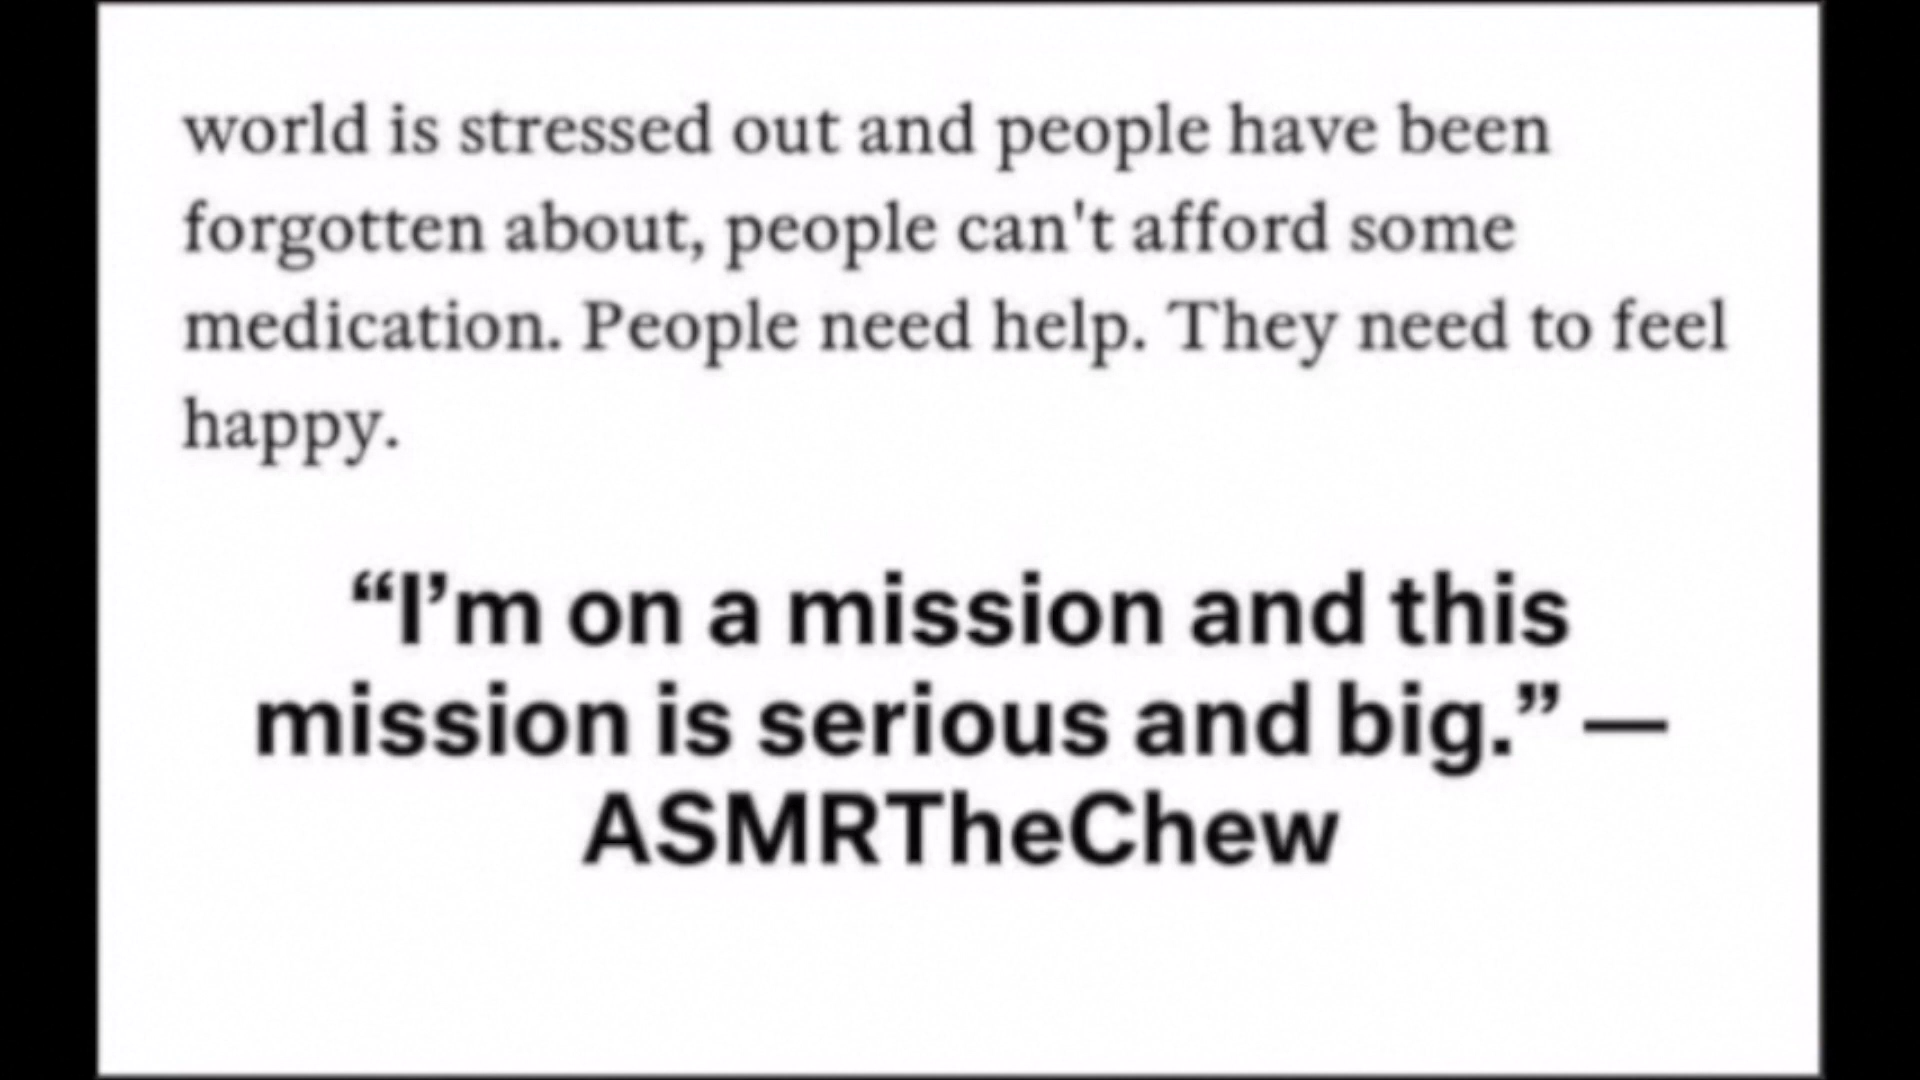 world is stressed out and people have been
forgotten about, people can't afford some
medication. People need help. They need to feel
happy.
“I’m on a mission and this
mission is serious and big.” —
ASMRTheChew